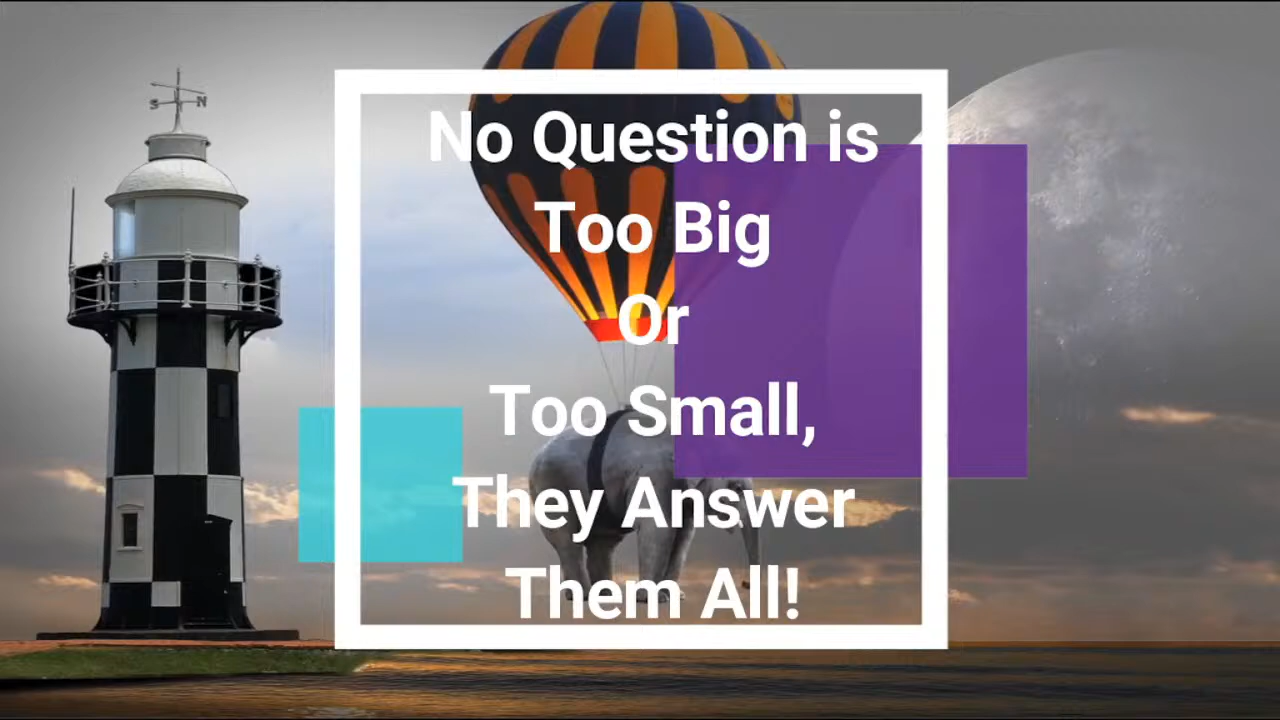 S N
No Question is
Too Big
Or
Too Small,
They Answer
Them All!